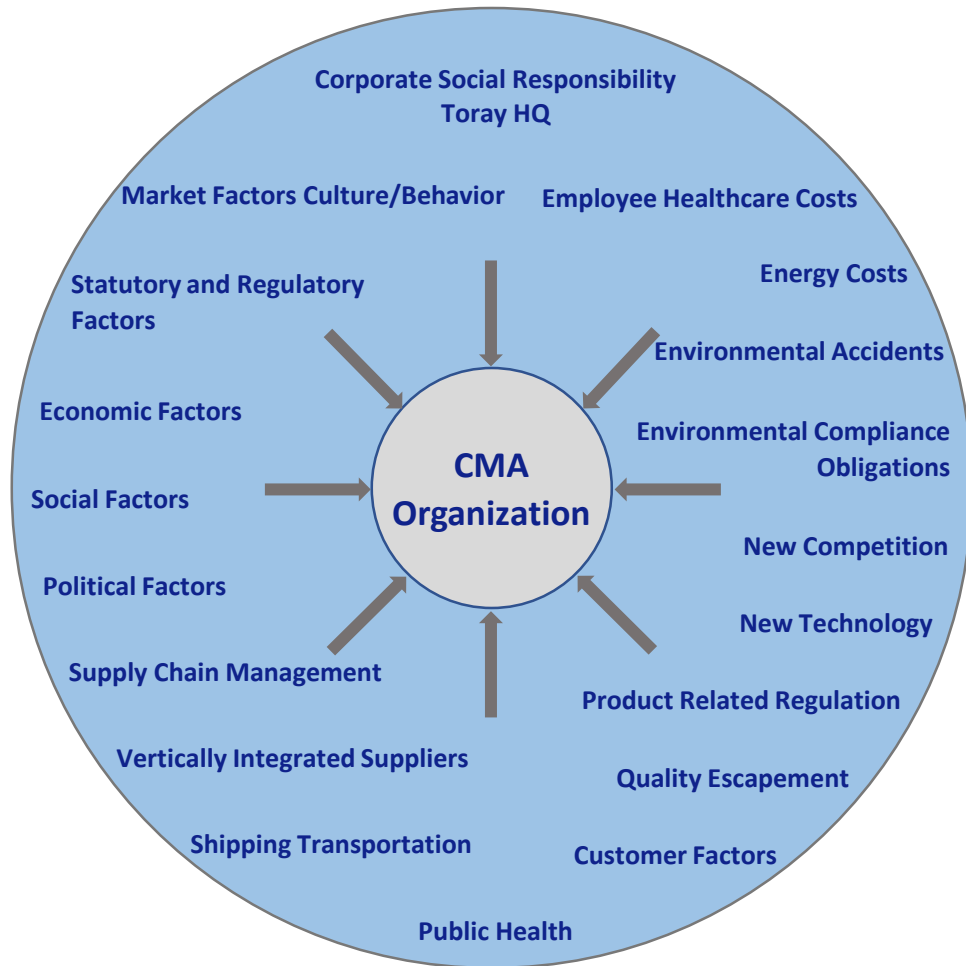 Corporate Social Responsibility
Toray HQ
Market Factors Culture/Behavior
Employee Healthcare Costs
Energy Costs
Statutory and Regulatory
Factors
Environmental Accidents
Economic Factors
Environmental Compliance
Obligations
CMA
Organization
Social Factors
New Competition
Political Factors
New Technology
Supply Chain Management
Product Related Regulation
Vertically Integrated Suppliers
Quality Escapement
Shipping Transportation
Customer Factors
Public Health